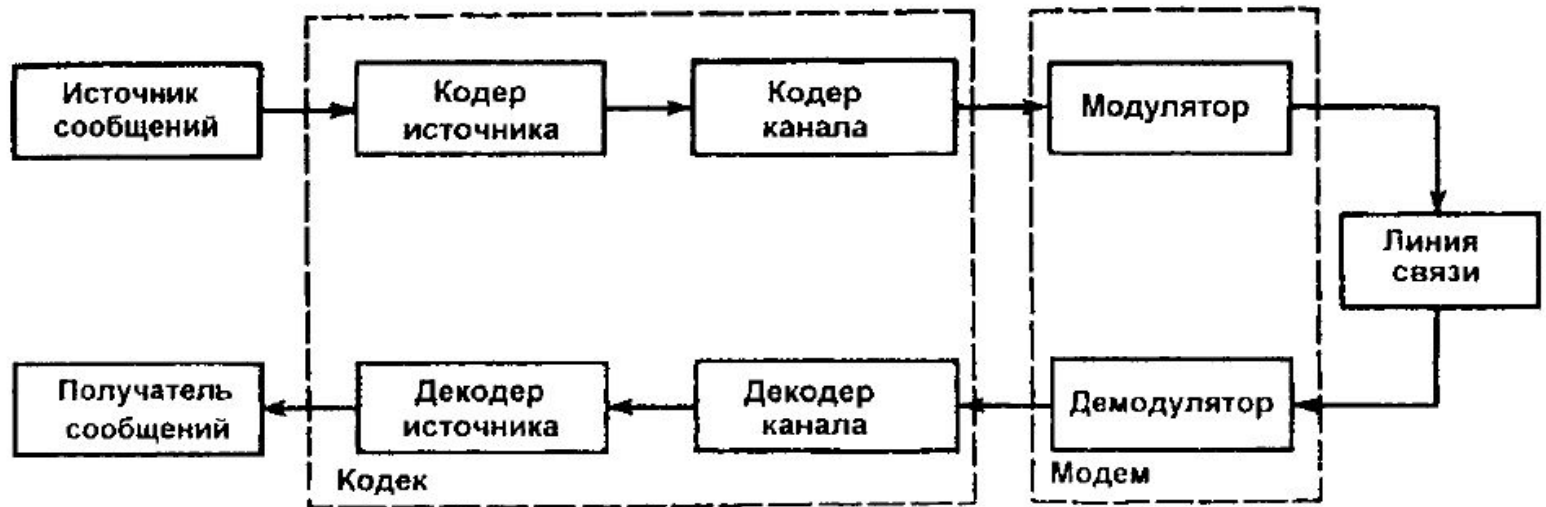 Источник
сообщений
Кодер
источника
Кодер
канала
Модулятор
Линия
связи
Получатель
сообщений
Декодер
источника
Декодер
канала
Демодулятор
Кодек
Модем